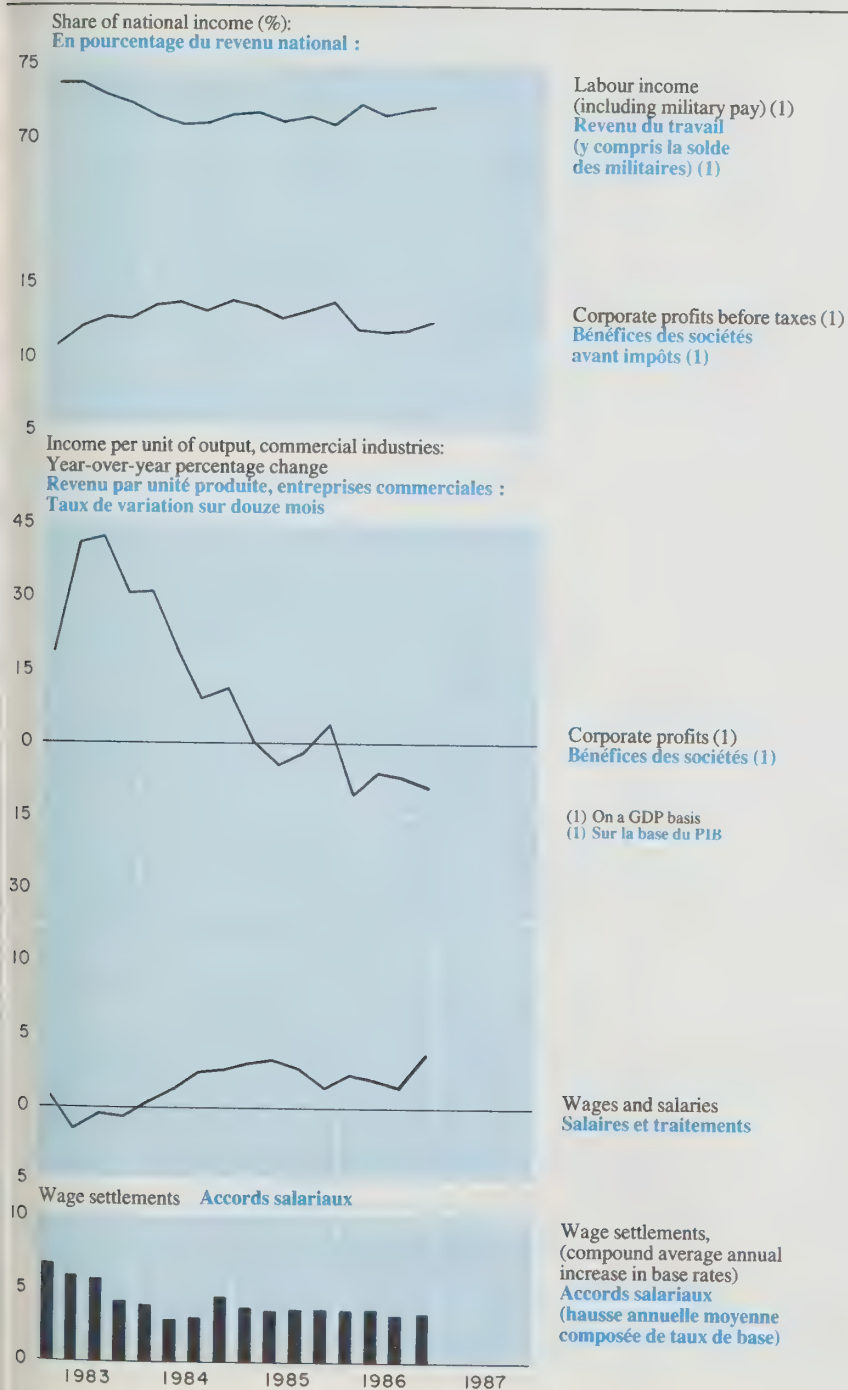 Share of national income (%):
En pourcentage du revenu national :
75
70
15
10
5
Labour income
(including military pay) (1)
Revenu du travail
(y compris la solde
des militaires) (1)
Corporate profits before taxes (1)
Bénéfices des sociétés
avant impôts (1)
Income per unit of output, commercial industries:
Year-over-year percentage change
Revenu par unité produite, entreprises commerciales :
Taux de variation sur douze mois
45
30
15
0
15
30
Corporate profits (1)
Bénéfices des sociétés (1)
(1) On a GDP basis
(1) Sur la base du PIB
10
5
0
5
Wages and salaries
Salaires et traitements
Wage settlements Accords salariaux
10
5
0
Wage settlements,
(compound average annual
increase in base rates)
Accords salariaux
(hausse annuelle moyenne
composée de taux de base)
1983 1984 1985 1986 1987